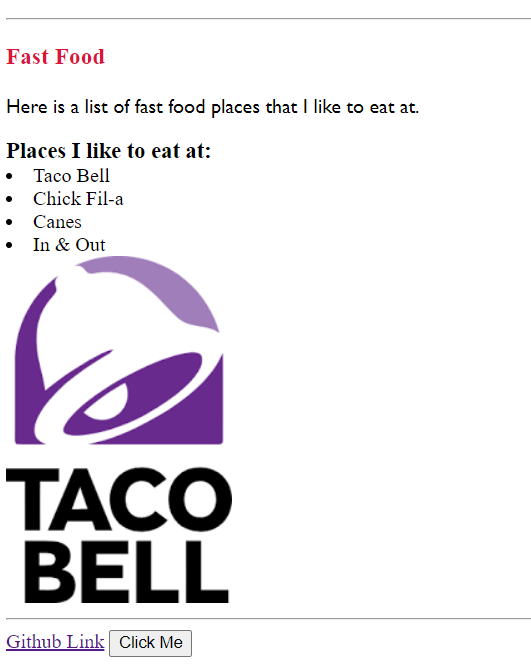 Fast Food
Here is a list of fast food places that I like to eat at.
Places I like to eat at:
Taco Bell
Chick Fil-a
Canes
In & Out
TACO
BELL
Github Link Click Me